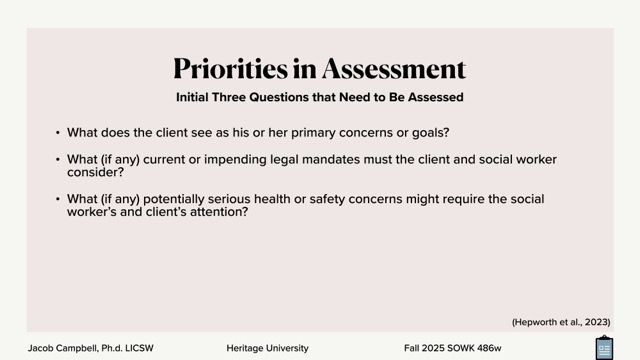 Priorities in Assessment
Initial Three Questions that Need to Be Assessed
• What does the client see as his or her primary concerns or goals?
• What (if any) current or impending legal mandates must the client and social worker
consider?
• What (if any) potentially serious health or safety concerns might require the social
worker's and client's attention?
(Hepworth et al., 2023)
Jacob Campbell, Ph.d. LICSW Heritage University Fall 2025 SOWK 486w